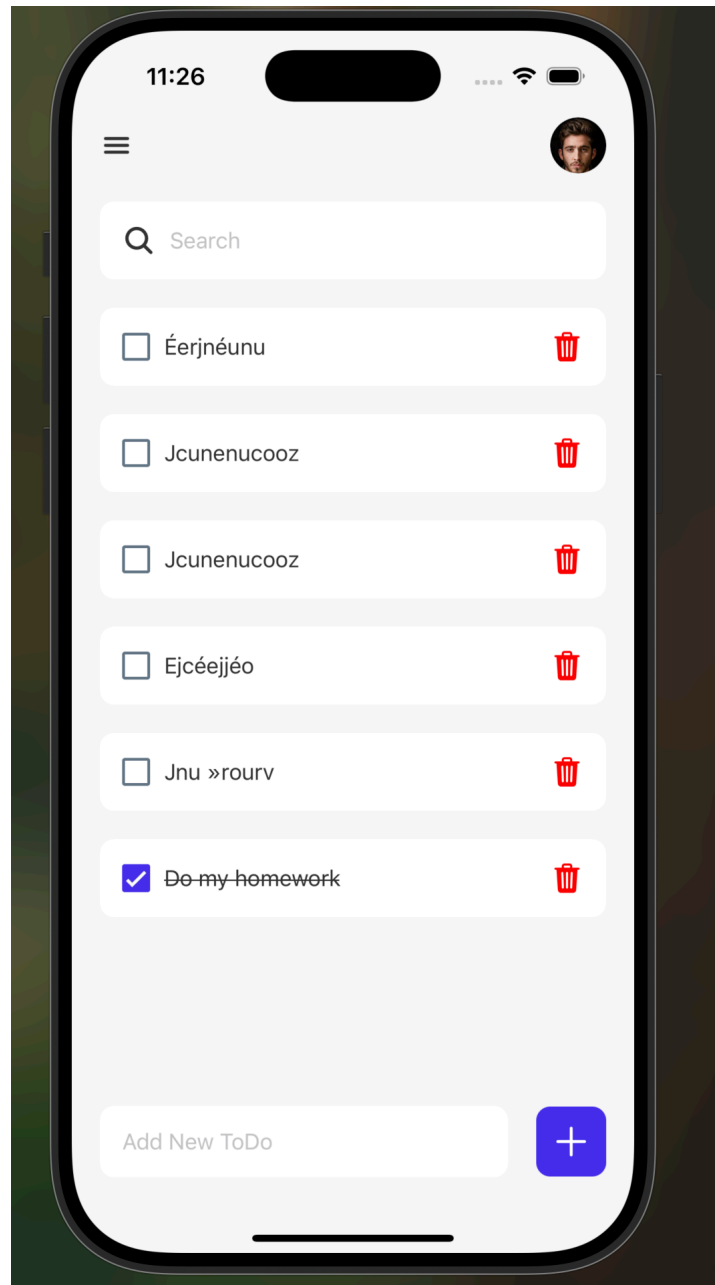 11:26
Search
Éerjnéunu
Jcunenucooz
Jcunenucooz
Ejcéejjéo
Jnu »rourv
Do my homework
Add New ToDo